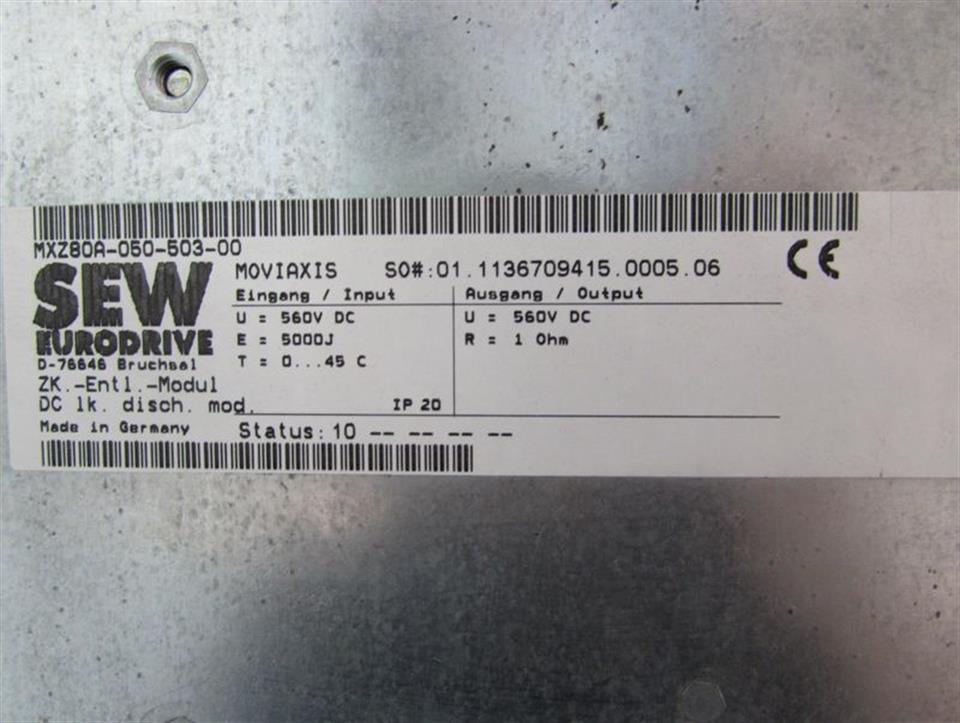 MXZ80A-050-503-00
SEW
EURODRIVE
D-76646 Bruchsal
ZK.-Entl.-Modul
DC lk. disch. mod.
Made in Germany
MOVIAXIS SO#:01.1136709415.0005.06
Eingang / Input
U = 560V DC
E = 5000J
T = 0...45 C
IP 20
Ausgang / Output
U = 560V DC
R = 1 Ohm
Status: 10 -- -- -- --
CE